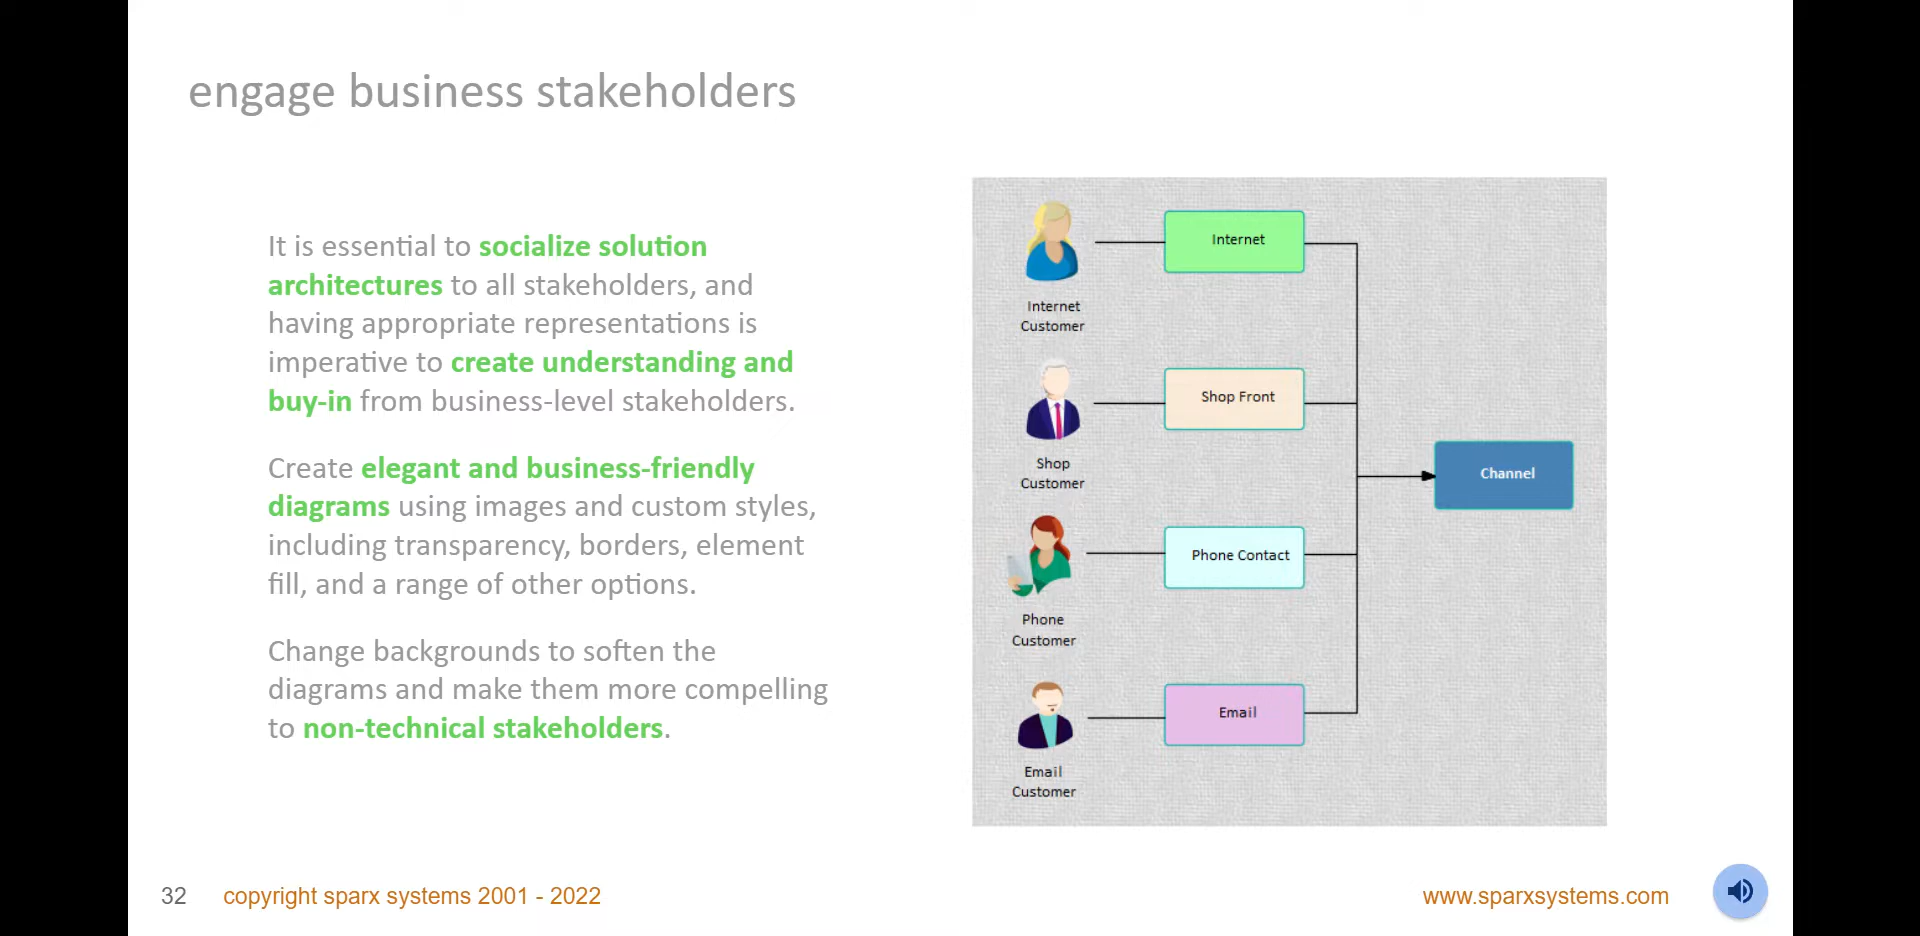 engage business stakeholders
It is essential to socialize solution
architectures to all stakeholders, and
having appropriate representations is
imperative to create understanding and
buy-in from business-level stakeholders.
Create elegant and business-friendly
diagrams using images and custom styles,
including transparency, borders, element
fill, and a range of other options.
Change backgrounds to soften the
diagrams and make them more compelling
to non-technical stakeholders.
Internet
Customer
Internet
Shop
Customer
Shop Front
Phone
Customer
Phone Contact
Email
Customer
Email
Channel
32
copyright sparx systems 2001 - 2022
www.sparxsystems.com